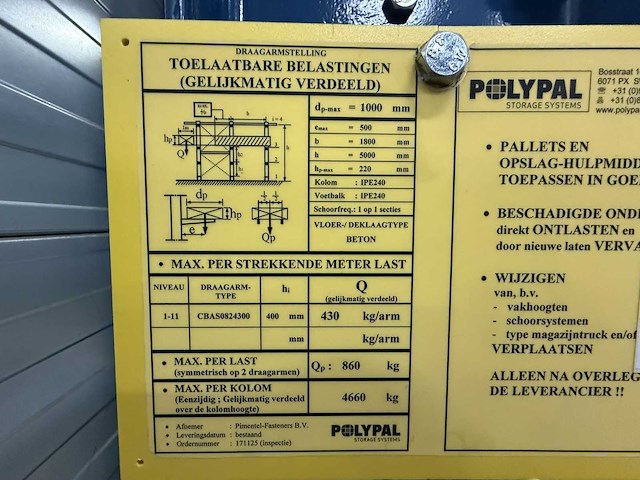 DRAAGARMSTELLING
TOELAATBARE BELASTINGEN
(GELIJKMATIG VERDEELD)
dp-max = 1000 mm
emax = 500 mm
b = 1800 mm
h = 5000 mm
hp-max = 220 mm
Kolom : IPE240
Voetbalk : IPE240
Schoorfreq.: 1 op 1 secties
VLOER-/ DEKLAAGTYPE
BETON
hp
Q
b
h
dp
hp
e
Qp
• MAX. PER STREKKENDE METER LAST
NIVEAU DRAAGARM-TYPE hi Q (gelijkmatig verdeeld)
1-11 CBAS0824300 400 mm 430 kg/arm
mm kg/arm
• MAX. PER LAST
(symmetrisch op 2 draagarmen)
Qp : 860 kg
• MAX. PER KOLOM
(Eenzijdig ; Gelijkmatig verdeeld
over de kolomhoogte)
4660 kg
• Afnemer : Pimentel-Fasteners B.V.
• Leveringsdatum : bestaand
• Ordernummer : 171125 (inspectie)
POLYPAL
STORAGE SYSTEMS
POLYPAL
STORAGE SYSTEMS
Bosstraat 1
6071 PX S
+31 (0)
+31 (0)
www.polypa
• PALLETS EN
OPSLAG-HULPMIDD
TOEPASSEN IN GOE
• BESCHADIGDE OND
direkt ONTLASTEN en
door nieuwe laten VERVA
• WIJZIGEN
van, b.v.
- vakhoogten
- schoorsystemen
- type magazijntruck en/of
VERPLAATSEN
ALLEEN NA OVERLEG
DE LEVERANCIER !!